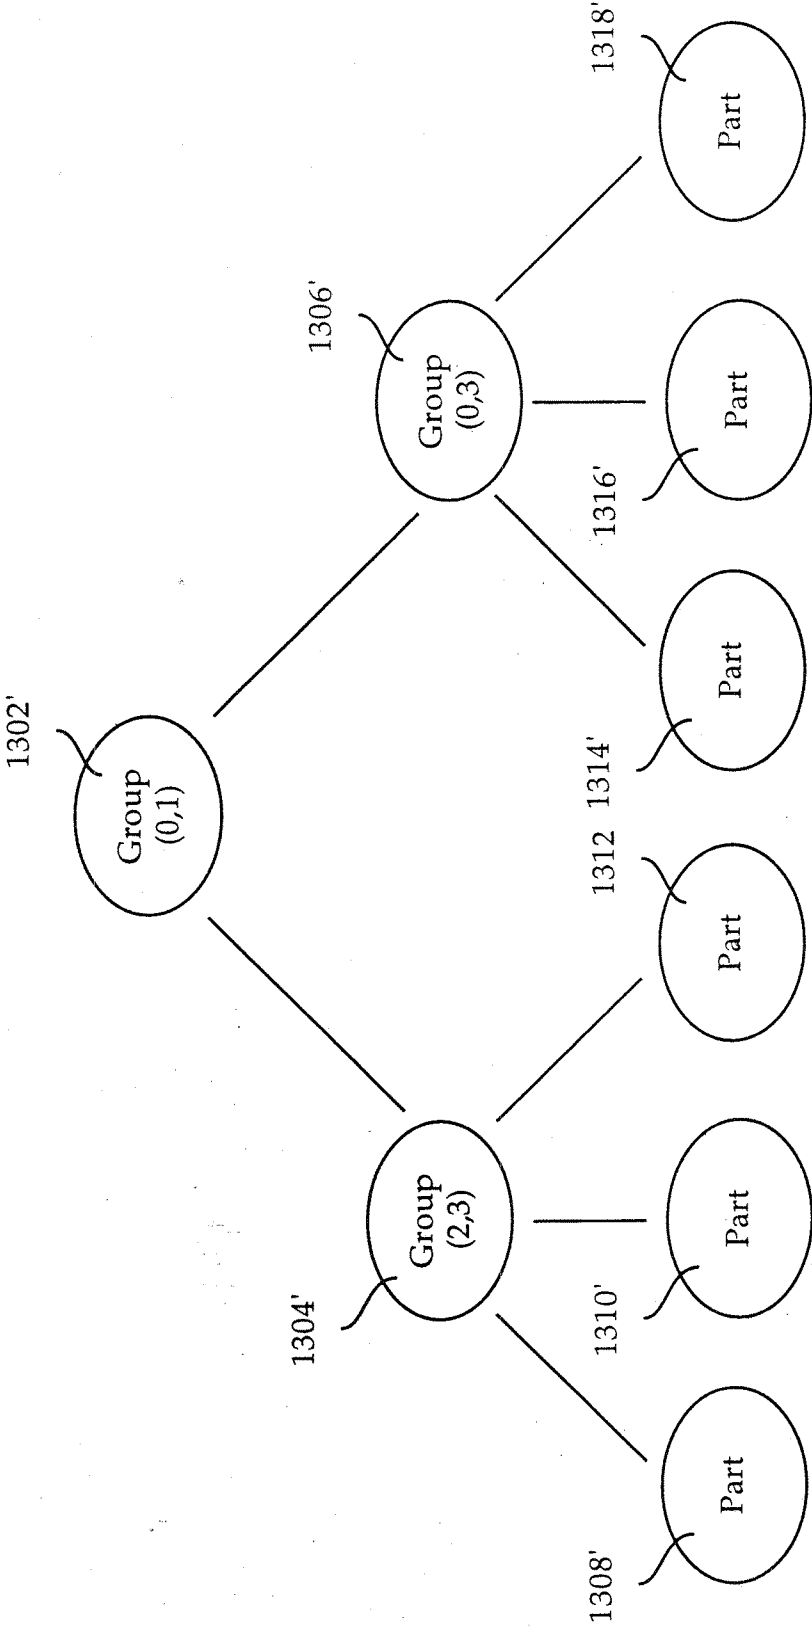 1302'
Group
(0,1)
1304'
Group
(2,3)
1306'
Group
(0,3)
1308'
Part
1310'
Part
1312
Part
1314'
Part
1316'
Part
1318'
Part